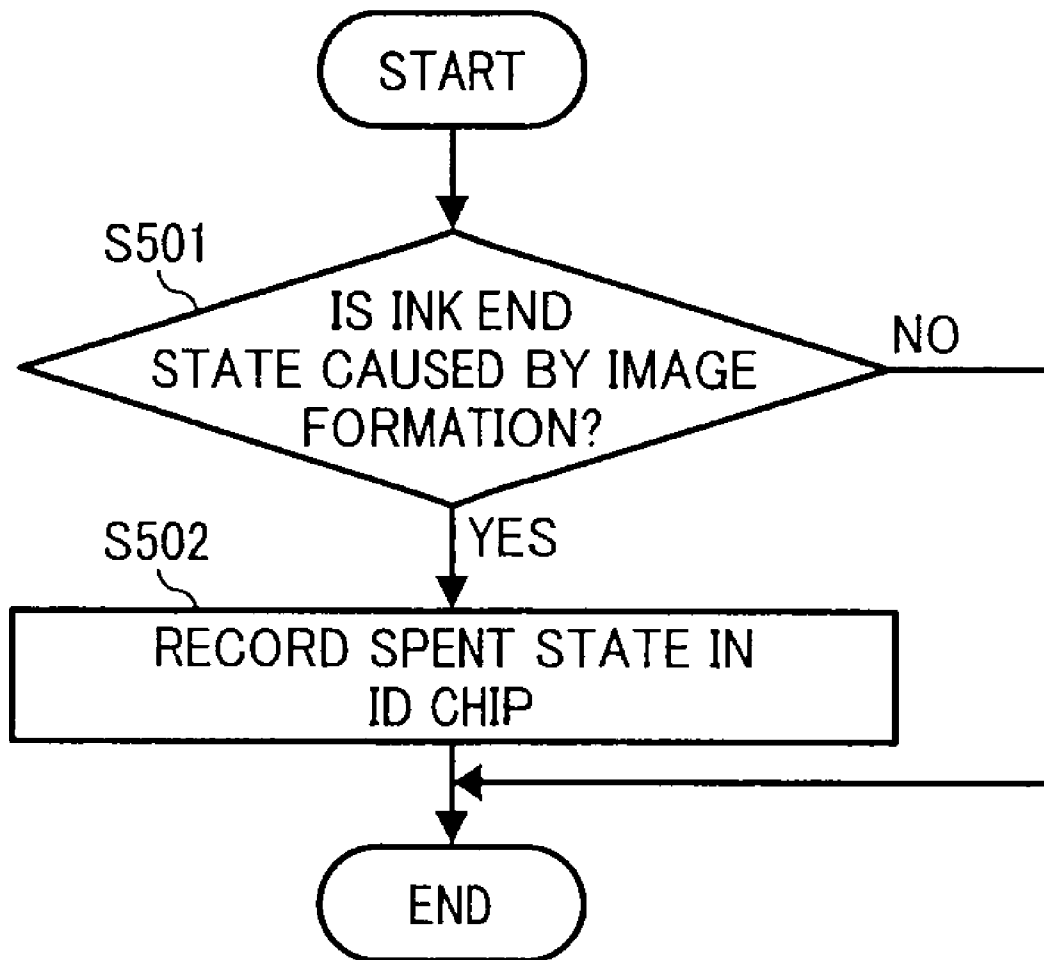 START
S501
IS INK END
STATE CAUSED BY IMAGE
FORMATION?
NO
YES
S502
RECORD SPENT STATE IN
ID CHIP
END